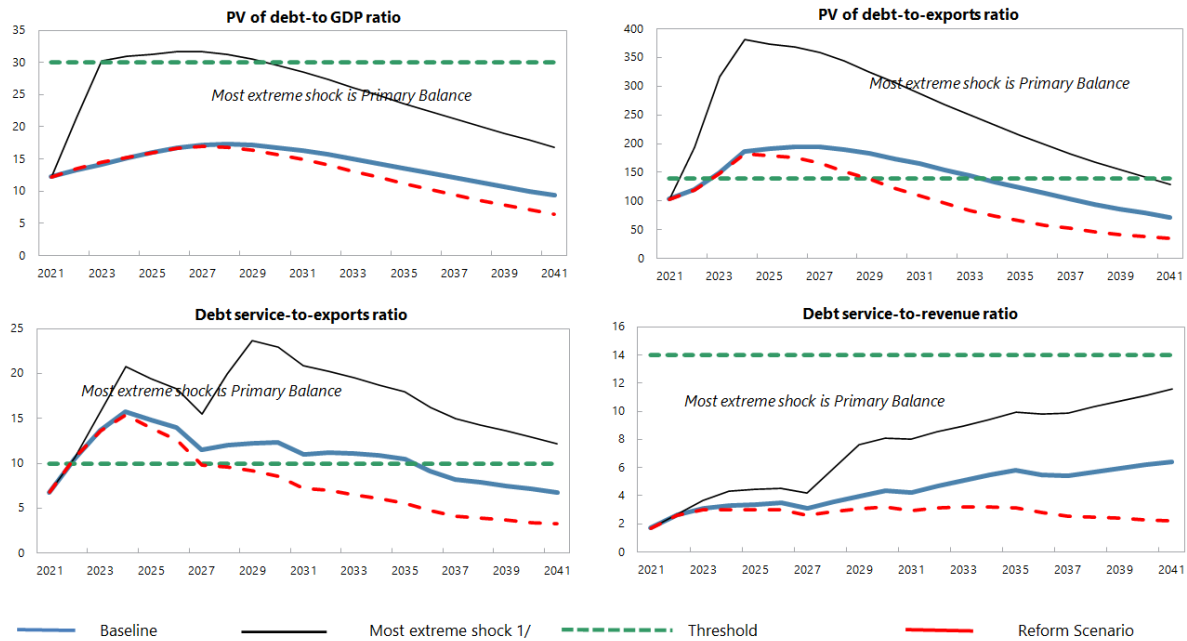 PV of debt-to GDP ratio
35
30
25
20
15
10
5
0
Most extreme shock is Primary Balance
2021 2023 2025 2027 2029 2031 2033 2035 2037 2039 2041
PV of debt-to-exports ratio
400
350
300
250
200
150
100
50
0
Most extreme shock is Primary Balance
2021 2023 2025 2027 2029 2031 2033 2035 2037 2039 2041
Debt service-to-exports ratio
25
20
15
10
5
0
Most extreme shock is Primary Balance
2021 2023 2025 2027 2029 2031 2033 2035 2037 2039 2041
Debt service-to-revenue ratio
16
14
12
10
8
6
4
2
0
Most extreme shock is Primary Balance
2021 2023 2025 2027 2029 2031 2033 2035 2037 2039 2041
Baseline Most extreme shock 1/ Threshold Reform Scenario